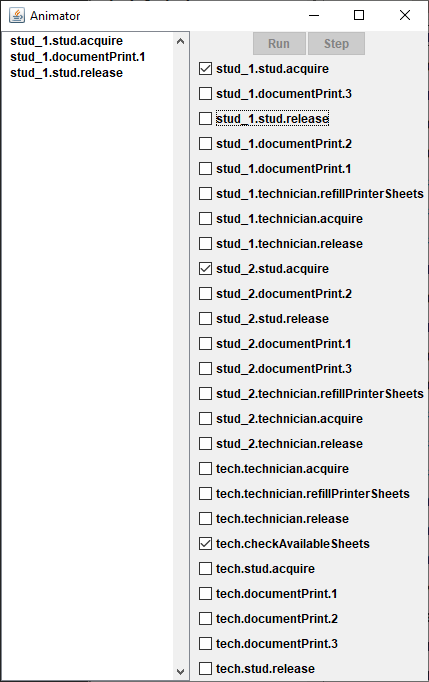 Animator
stud_1.stud.acquire
stud_1.documentPrint.1
stud_1.stud.release
Run Step
stud_1.stud.acquire
stud_1.documentPrint.3
stud_1.stud.release
stud_1.documentPrint.2
stud_1.documentPrint.1
stud_1.technician.refillPrinterSheets
stud_1.technician.acquire
stud_1.technician.release
stud_2.stud.acquire
stud_2.documentPrint.2
stud_2.stud.release
stud_2.documentPrint.1
stud_2.documentPrint.3
stud_2.technician.refillPrinterSheets
stud_2.technician.acquire
stud_2.technician.release
tech.technician.acquire
tech.technician.refillPrinterSheets
tech.technician.release
tech.checkAvailableSheets
tech.stud.acquire
tech.documentPrint.1
tech.documentPrint.2
tech.documentPrint.3
tech.stud.release